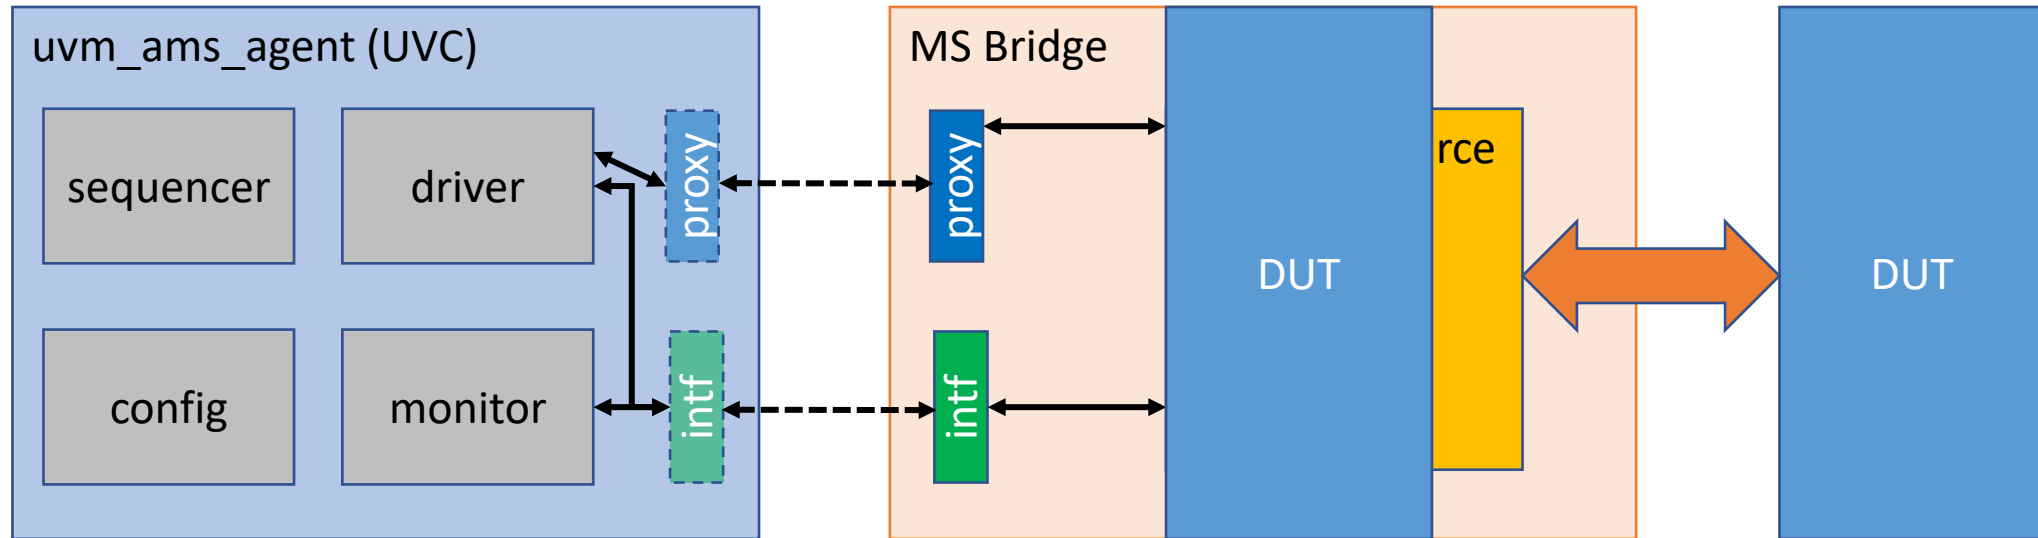 uvm_ams_agent (UVC)
MS Bridge
sequencer
driver
proxy
proxy
rce
DUT
DUT
config
monitor
intf
intf